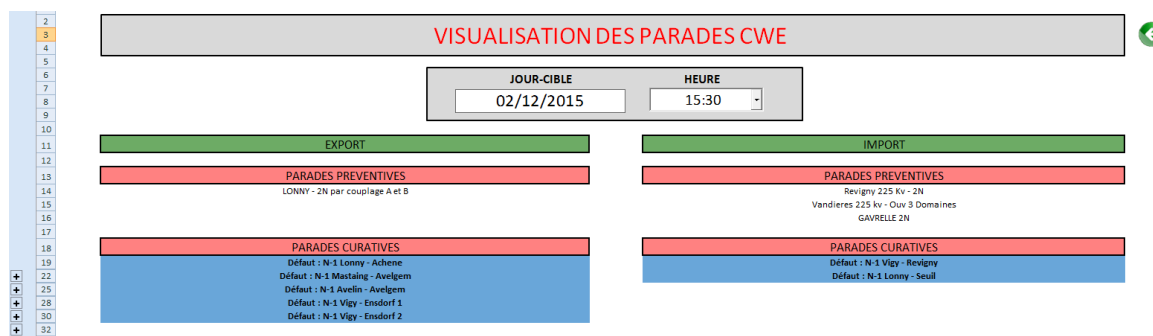 2
3
VISUALISATION DES PARADES CWE
4
5
6
JOUR-CIBLE HEURE
7
8
02/12/2015 15:30
9
10
11
EXPORT IMPORT
12
13
PARADES PREVENTIVES PARADES PREVENTIVES
14
LONNY - 2N par couplage A et B Revigny 225 Kv - 2N
15
Vandieres 225 kv - Ouv 3 Domaines
16
GAVRELLE 2N
17
18
PARADES CURATIVES PARADES CURATIVES
19
Défaut : N-1 Lonny - Achene Défaut : N-1 Vigy - Revigny
22
Défaut : N-1 Mastaing - Avelgem Défaut : N-1 Lonny - Seuil
25
Défaut : N-1 Avelin - Avelgem
28
Défaut : N-1 Vigy - Ensdorf 1
30
Défaut : N-1 Vigy - Ensdorf 2
32